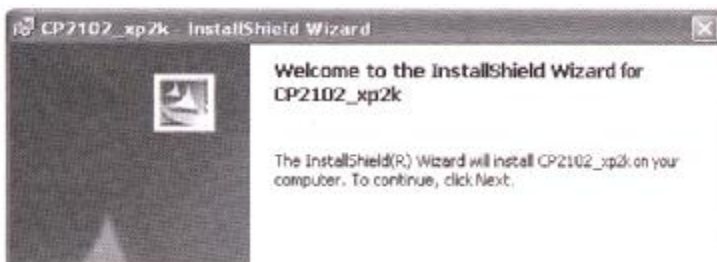 CP2102_xp2k - InstallShield Wizard
Welcome to the InstallShield Wizard for
CP2102_xp2k
The InstallShield(R) Wizard will install CP2102_xp2k on your
computer. To continue, click Next.